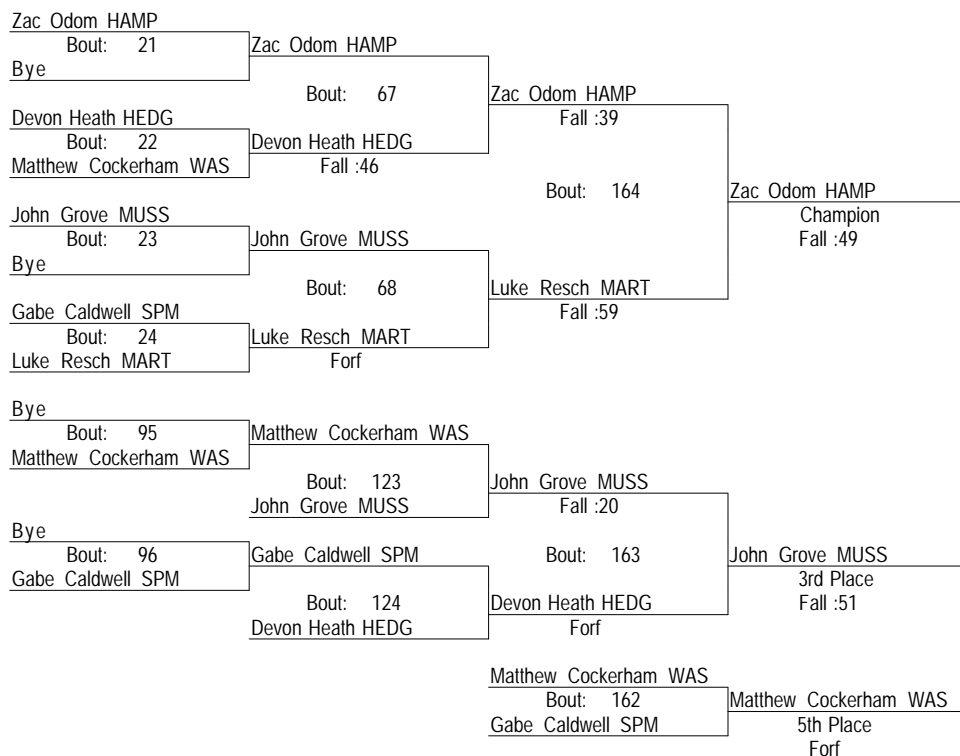 Zac Odom HAMP
Bout: 21
Zac Odom HAMP
Bye
Bout: 67
Zac Odom HAMP
Devon Heath HEDG
Fall :39
Bout: 22
Devon Heath HEDG
Matthew Cockerham WAS
Fall :46
Bout: 164
Zac Odom HAMP
John Grove MUSS
Champion
Bout: 23
John Grove MUSS
Fall :49
Bye
Bout: 68
Luke Resch MART
Gabe Caldwell SPM
Fall :59
Bout: 24
Luke Resch MART
Luke Resch MART
Forf
Bye
Bout: 95
Matthew Cockerham WAS
Matthew Cockerham WAS
Bout: 123
John Grove MUSS
John Grove MUSS
Fall :20
Bye
Bout: 96
Gabe Caldwell SPM
Bout: 163
John Grove MUSS
Gabe Caldwell SPM
3rd Place
Bout: 124
Devon Heath HEDG
Fall :51
Devon Heath HEDG
Forf
Matthew Cockerham WAS
Bout: 162
Matthew Cockerham WAS
Gabe Caldwell SPM
5th Place
Forf